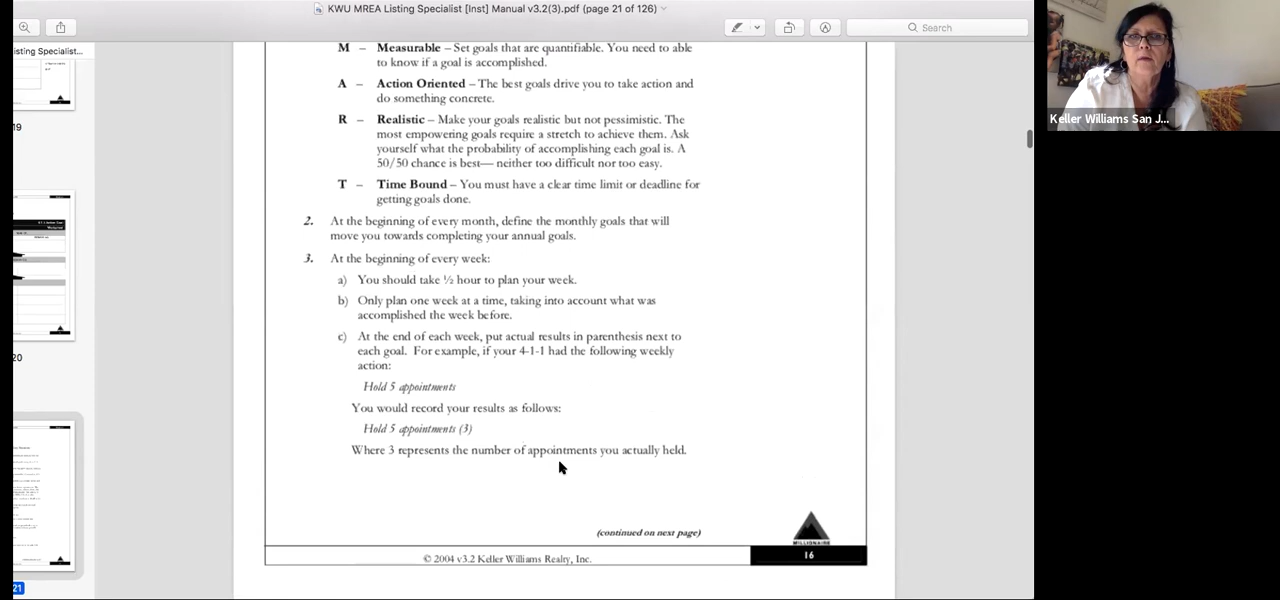 KWU MREA Listing Specialist [Inst] Manual v3.2(3).pdf (page 21 of 126)
Search
isting Specialist...
19
20
21
M – Measurable – Set goals that are quantifiable. You need to able
to know if a goal is accomplished.
A – Action Oriented – The best goals drive you to take action and
do something concrete.
R – Realistic – Make your goals realistic but not pessimistic. The
most empowering goals require a stretch to achieve them. Ask
yourself what the probability of accomplishing each goal is. A
50/50 chance is best— neither too difficult nor too easy.
T – Time Bound – You must have a clear time limit or deadline for
getting goals done.
2. At the beginning of every month, define the monthly goals that will
move you towards completing your annual goals.
3. At the beginning of every week:
a) You should take ½ hour to plan your week.
b) Only plan one week at a time, taking into account what was
accomplished the week before.
c) At the end of each week, put actual results in parenthesis next to
each goal. For example, if your 4-1-1 had the following weekly
action:
Hold 5 appointments
You would record your results as follows:
Hold 5 appointments (3)
Where 3 represents the number of appointments you actually held.
(continued on next page)
MILLIONAIRE
© 2004 v3.2 Keller Williams Realty, Inc.
16
Keller Williams San J...